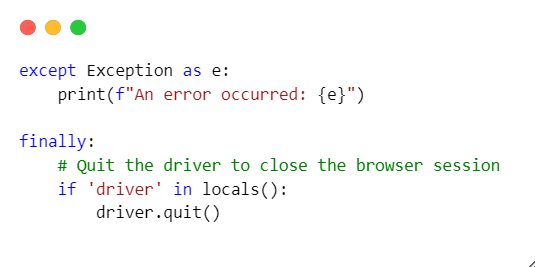 except Exception as e:
    print(f"An error occurred: {e}")
finally:
    # Quit the driver to close the browser session
    if 'driver' in locals():
        driver.quit()